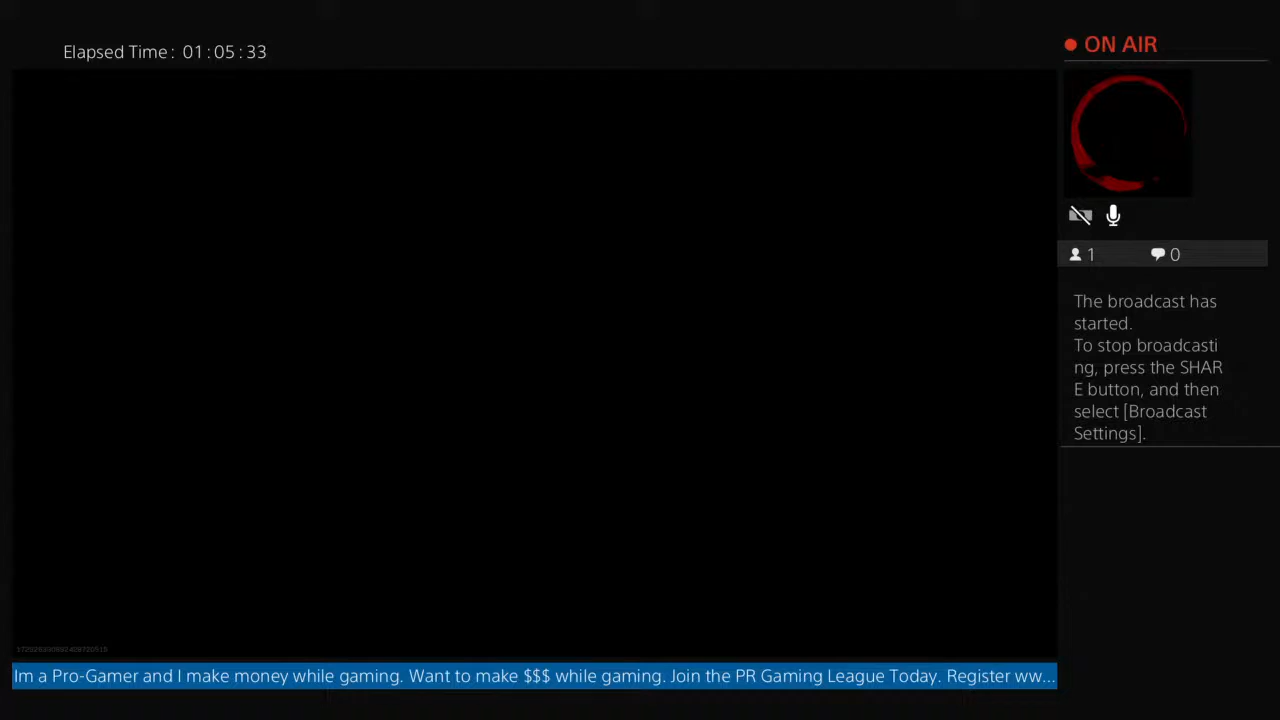 Elapsed Time: 01:05:33
ON AIR
1 0
The broadcast has
started.
To stop broadcasti
ng, press the SHAR
E button, and then
select [Broadcast
Settings].
Im a Pro-Gamer and I make money while gaming. Want to make $$$ while gaming. Join the PR Gaming League Today. Register ww...